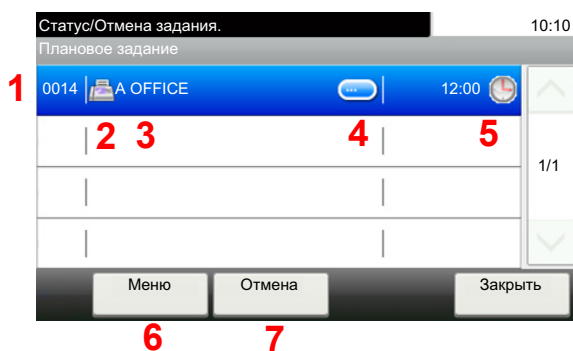 Статус/Отмена задания. 10:10
Плановое задание
1 0014 A OFFICE ... 12:00
2 3 4 5
1/1
Меню Отмена Закрыть
6 7